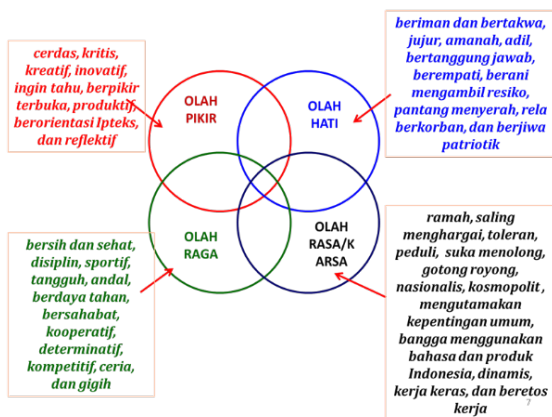 cerdas, kritis,
kreatif, inovatif,
ingin tahu, berpikir
terbuka, produktif,
berorientasi Ipteks,
dan reflektif
OLAH
PIKIR
OLAH
HATI
beriman dan bertakwa,
jujur, amanah, adil,
bertanggung jawab,
berempati, berani
mengambil resiko,
pantang menyerah, rela
berkorban, dan berjiwa
patriotik
bersih dan sehat,
disiplin, sportif,
tangguh, andal,
berdaya tahan,
bersahabat,
kooperatif,
determinatif,
kompetitif, ceria,
dan gigih
OLAH
RAGA
OLAH
RASA/K
ARSA
ramah, saling
menghargai, toleran,
peduli, suka menolong,
gotong royong,
nasionalis, kosmopolit ,
mengutamakan
kepentingan umum,
bangga menggunakan
bahasa dan produk
Indonesia, dinamis,
kerja keras, dan beretos
kerja
7